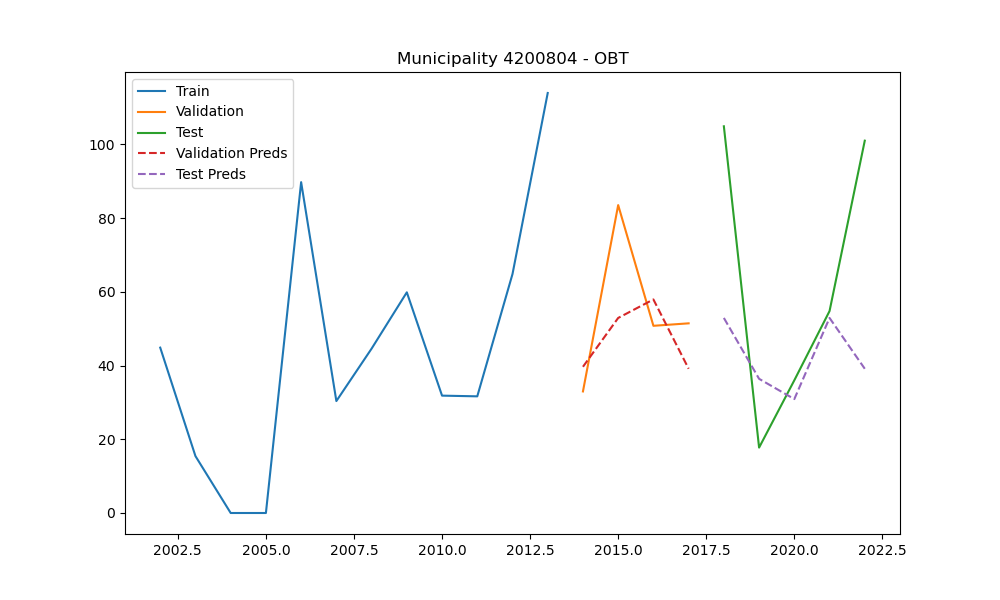 Municipality 4200804 - OBT
Train
Validation
Test
Validation Preds
Test Preds
100
80
60
40
20
0
2002.5 2005.0 2007.5 2010.0 2012.5 2015.0 2017.5 2020.0 2022.5